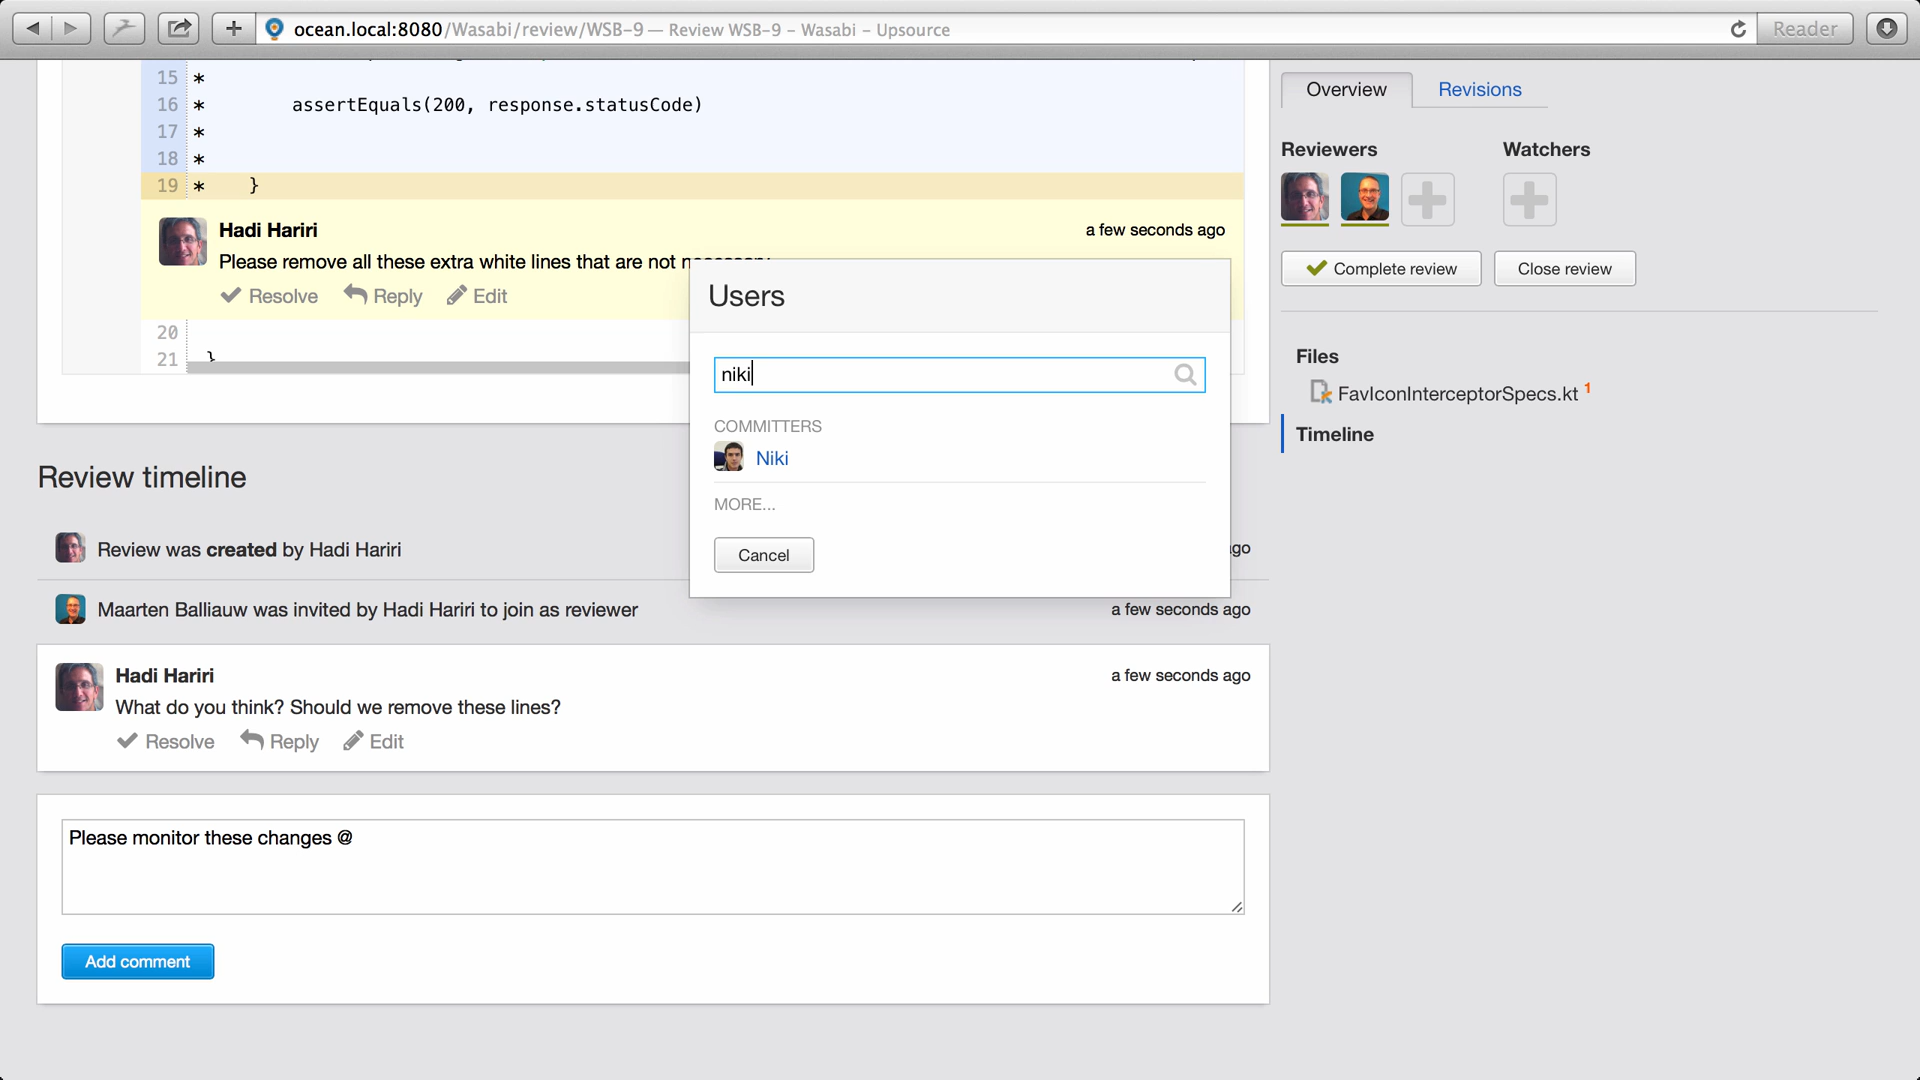 ocean.local:8080/Wasabi/review/WSB-9 — Review WSB-9 - Wasabi - Upsource
Reader
15 *
16 * assertEquals(200, response.statusCode)
17 *
18 *
19 * }
Hadi Hariri
a few seconds ago
Please remove all these extra white lines that are not
Resolve Reply Edit
20
21 }
Users
niki
COMMITTERS
Niki
MORE...
Cancel
Review timeline
Review was created by Hadi Hariri
ago
Maarten Balliauw was invited by Hadi Hariri to join as reviewer
a few seconds ago
Hadi Hariri
a few seconds ago
What do you think? Should we remove these lines?
Resolve Reply Edit
Please monitor these changes @
Add comment
Overview Revisions
Reviewers Watchers
Complete review Close review
Files
FavIconInterceptorSpecs.kt 1
Timeline